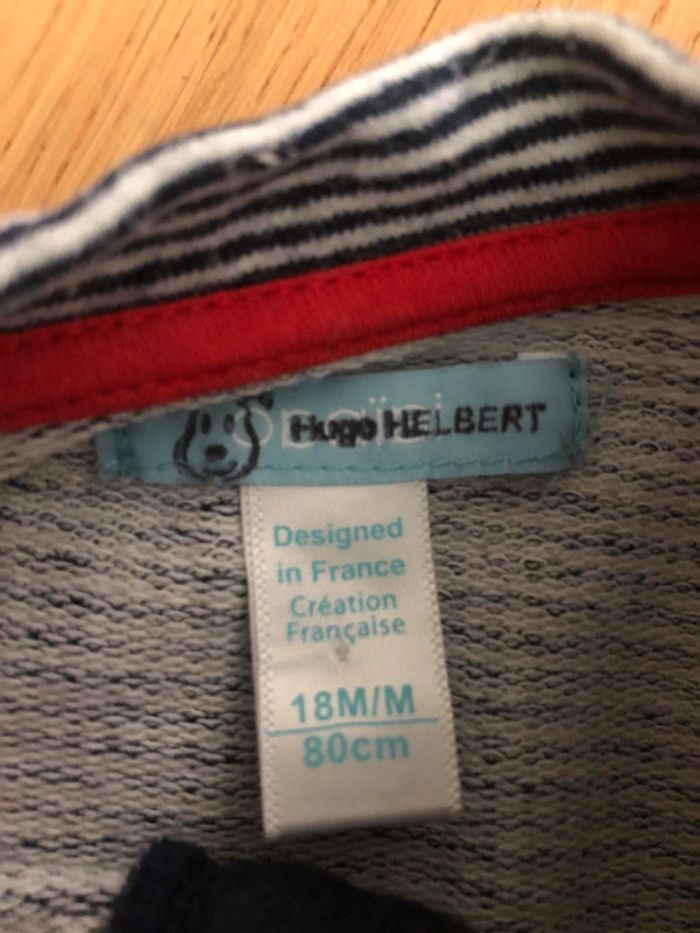 Hugo HELBERT
Designed
in France
Création
Française
18M/M
80cm